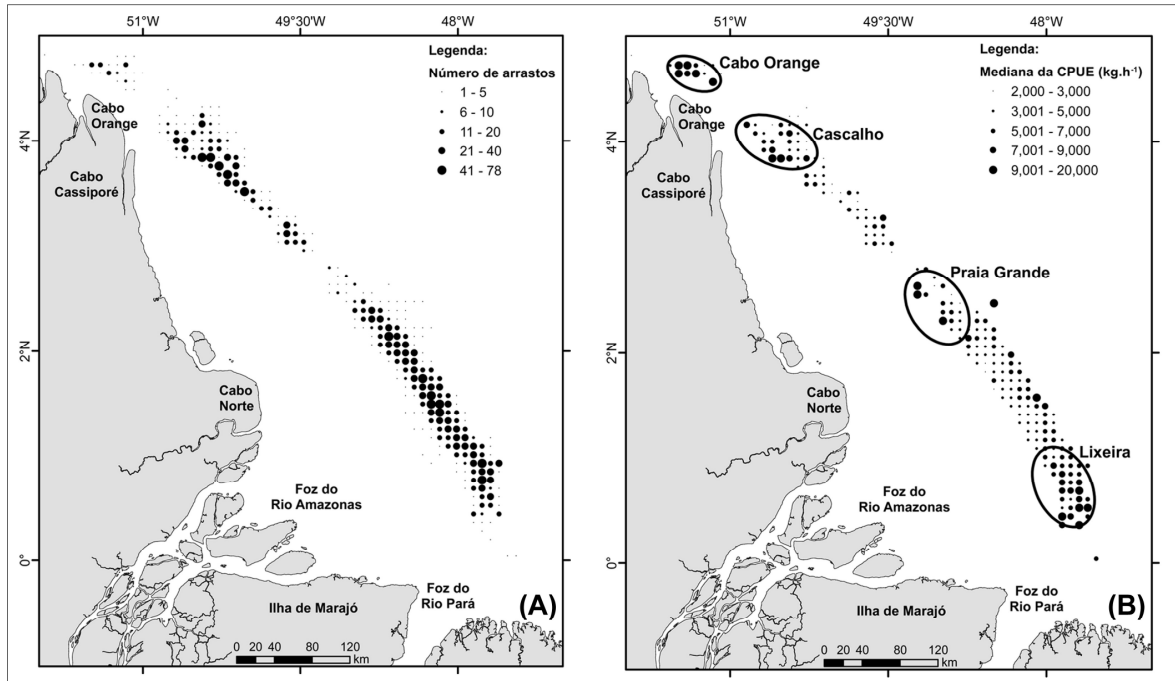 51°W
49°30'W
48°W
Legenda:
Número de arrastos
1 - 5
6 - 10
11 - 20
21 - 40
41 - 78
4°N
2°N
0°
Cabo
Orange
Cabo
Cassiporé
Cabo
Norte
Foz do
Rio Amazonas
Ilha de Marajó
Foz do
Rio Pará
(A)
0 20 40 80 120
km
51°W
49°30'W
48°W
Legenda:
Mediana da CPUE (kg.h-¹)
2,000 - 3,000
3,001 - 5,000
5,001 - 7,000
7,001 - 9,000
9,001 - 20,000
Cabo Orange
Cascalho
Praia Grande
Lixeira
4°N
2°N
0°
Cabo
Orange
Cabo
Cassiporé
Cabo
Norte
Foz do
Rio Amazonas
Ilha de Marajó
Foz do
Rio Pará
(B)
0 20 40 80 120
km